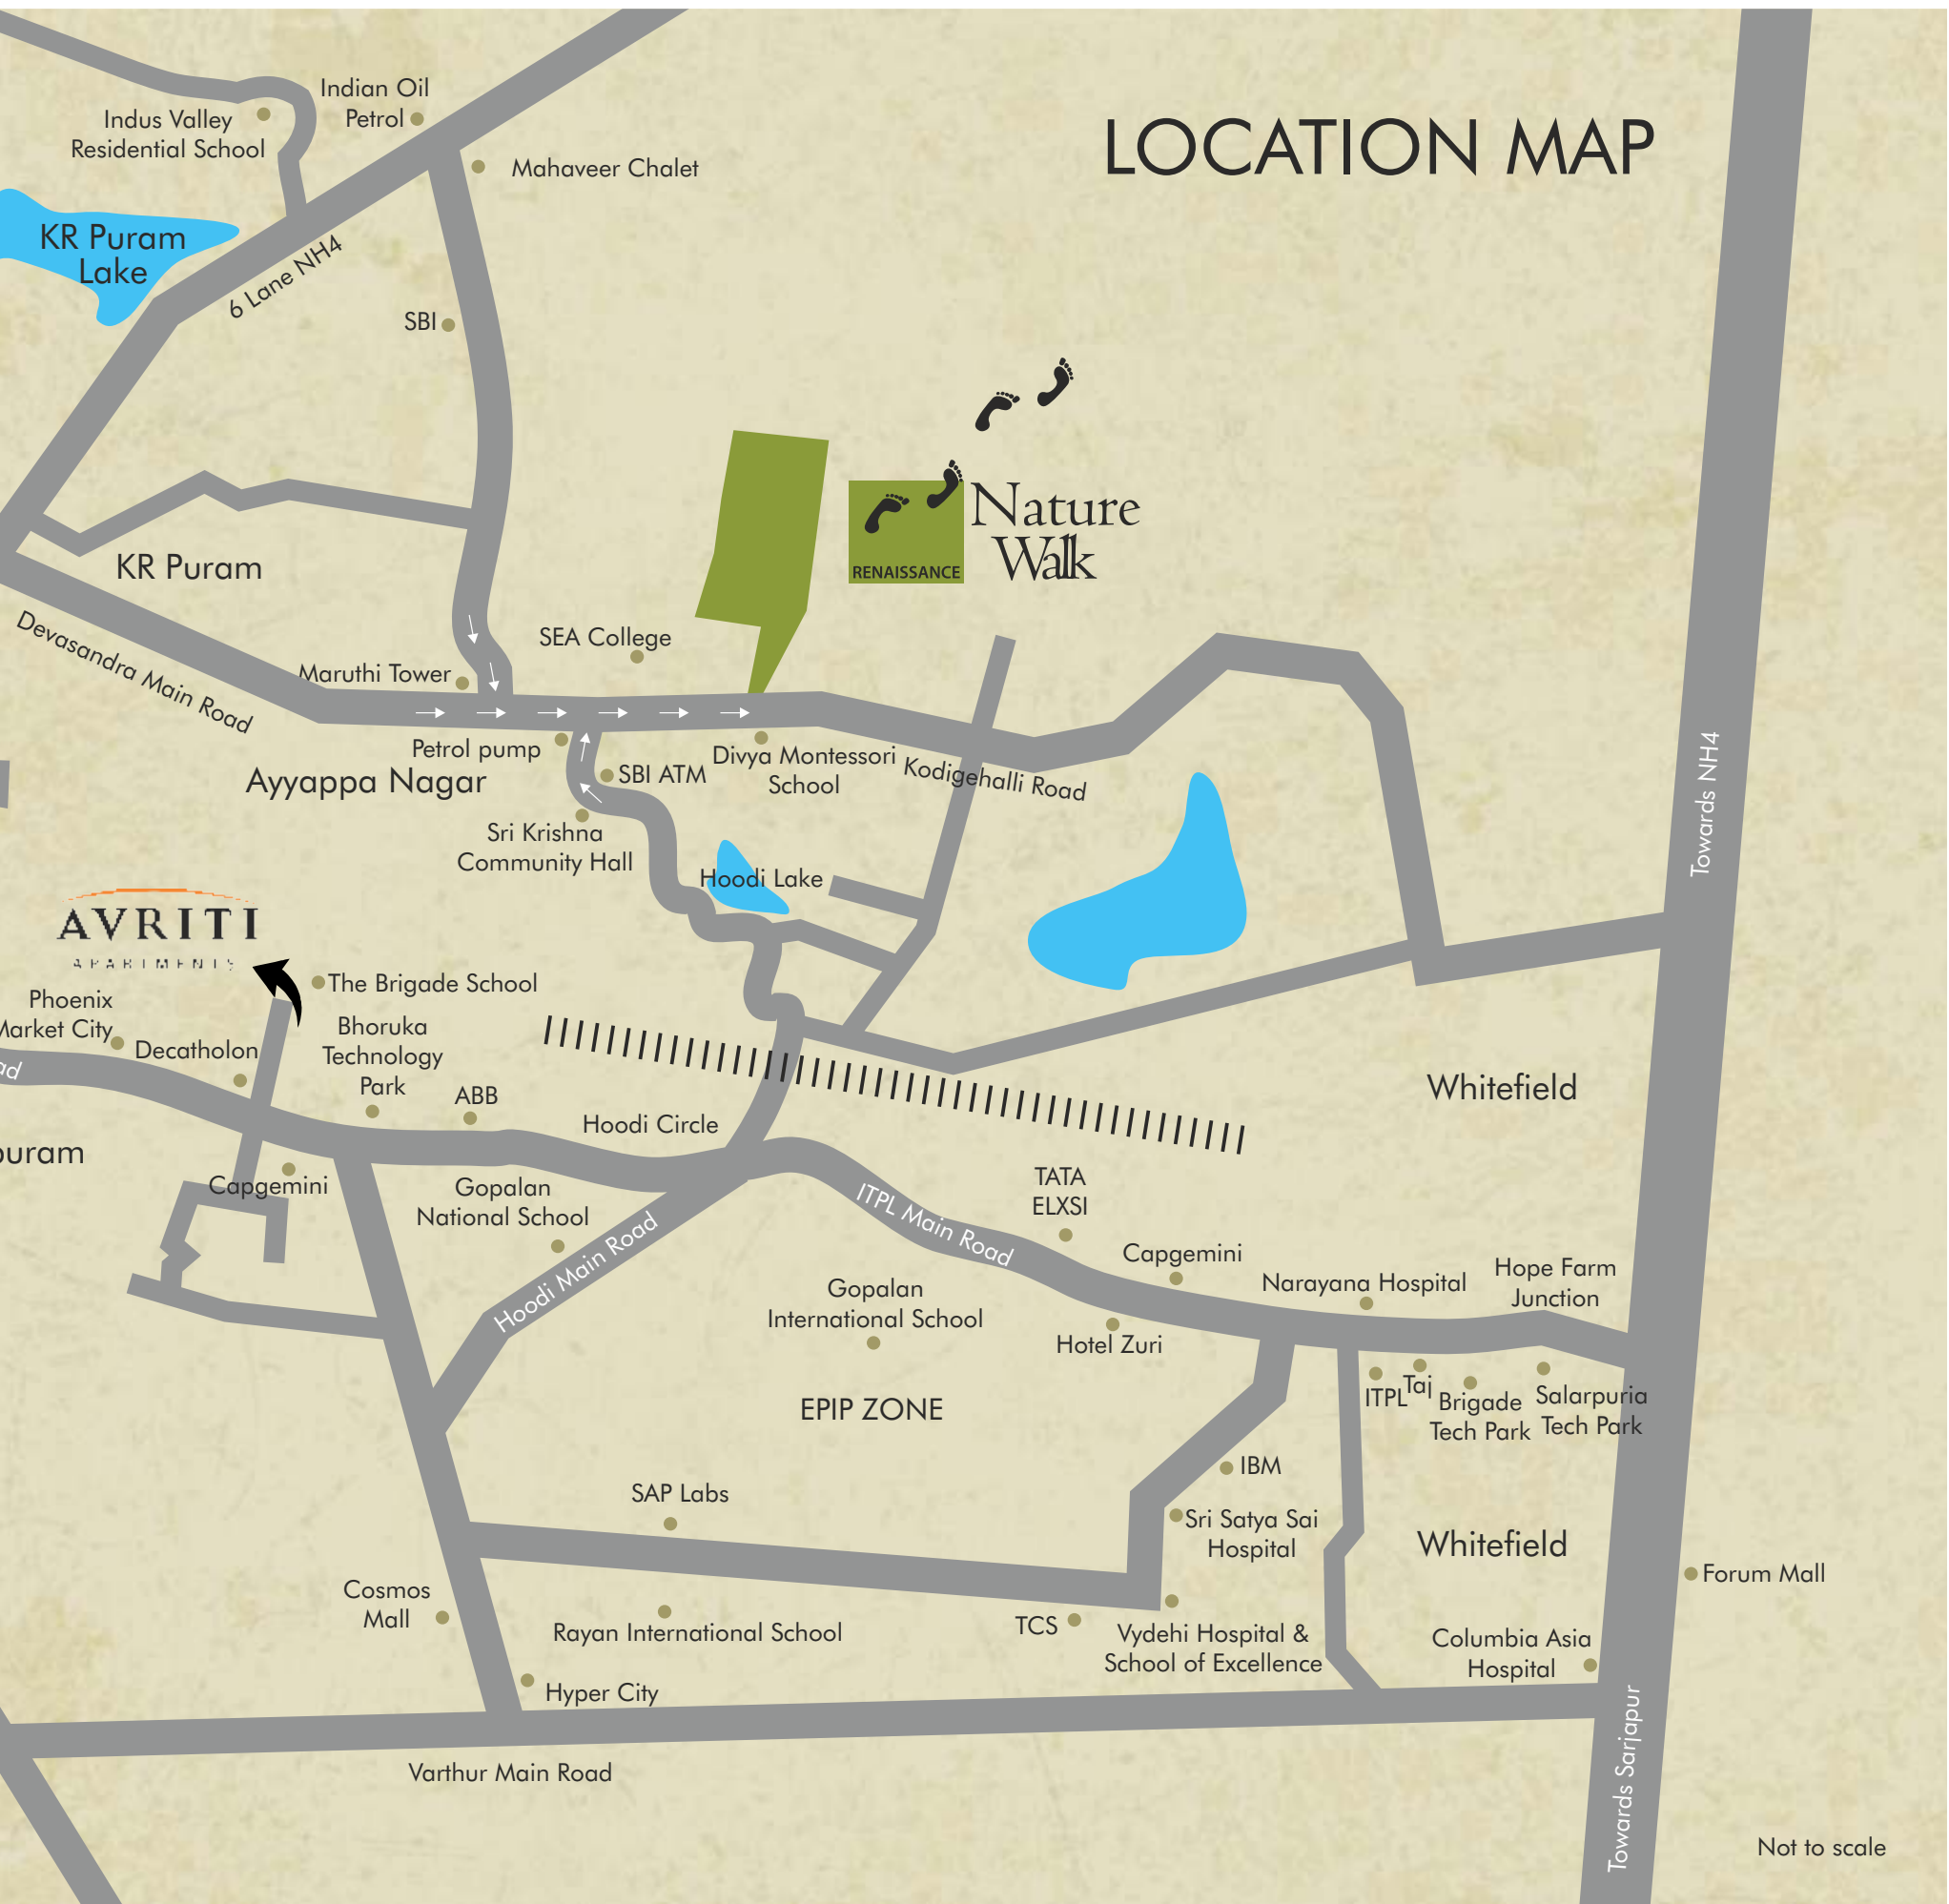 LOCATION MAP
Indian Oil
Petrol
Indus Valley
Residential School
Mahaveer Chalet
KR Puram
Lake
6 Lane NH4
SBI
Nature
Walk
RENAISSANCE
KR Puram
Devasandra Main Road
SEA College
Maruthi Tower
Petrol pump
SBI ATM
Divya Montessori
School
Kodigehalli Road
Ayyappa Nagar
Sri Krishna
Community Hall
Hoodi Lake
Towards NH4
AVRITI
APARTMENTS
The Brigade School
Phoenix
Market City
Decatholon
Bhoruka
Technology
Park
ABB
Hoodi Circle
Whitefield
Capgemini
Gopalan
National School
Hoodi Main Road
ITPL Main Road
TATA
ELXSI
Capgemini
Narayana Hospital
Hope Farm
Junction
Gopalan
International School
Hotel Zuri
ITPL
Taj
Brigade
Tech Park
Salarpuria
Tech Park
EPIP ZONE
IBM
SAP Labs
Sri Satya Sai
Hospital
Whitefield
Forum Mall
Cosmos
Mall
Rayan International School
TCS
Vydehi Hospital &
School of Excellence
Columbia Asia
Hospital
Hyper City
Varthur Main Road
Towards Sarjapur
Not to scale